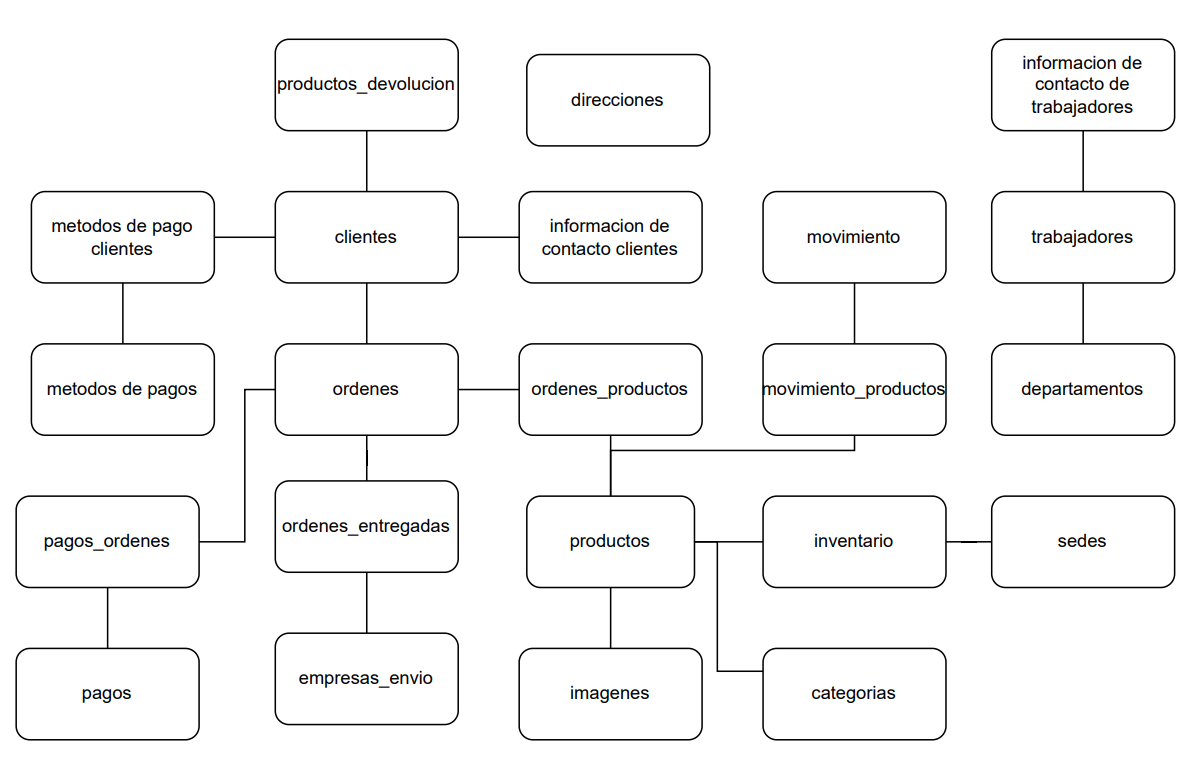 productos_devolucion
direcciones
informacion de
contacto de
trabajadores
metodos de pago
clientes
clientes
informacion de
contacto clientes
movimiento
trabajadores
metodos de pagos
ordenes
ordenes_productos
movimiento_productos
departamentos
pagos_ordenes
ordenes_entregadas
productos
inventario
sedes
pagos
empresas_envio
imagenes
categorias